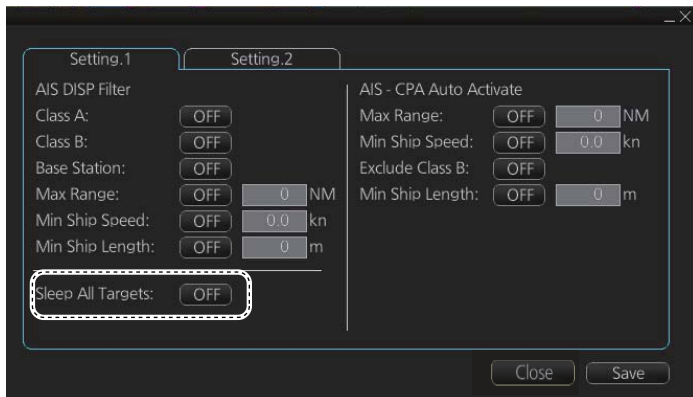 Setting.1 Setting.2
AIS DISP Filter
Class A: OFF
Class B: OFF
Base Station: OFF
Max Range: OFF 0 NM
Min Ship Speed: OFF 0.0 kn
Min Ship Length: OFF 0 m
Sleep All Targets: OFF
AIS - CPA Auto Activate
Max Range: OFF 0 NM
Min Ship Speed: OFF 0.0 kn
Exclude Class B: OFF
Min Ship Length: OFF 0 m
Close Save